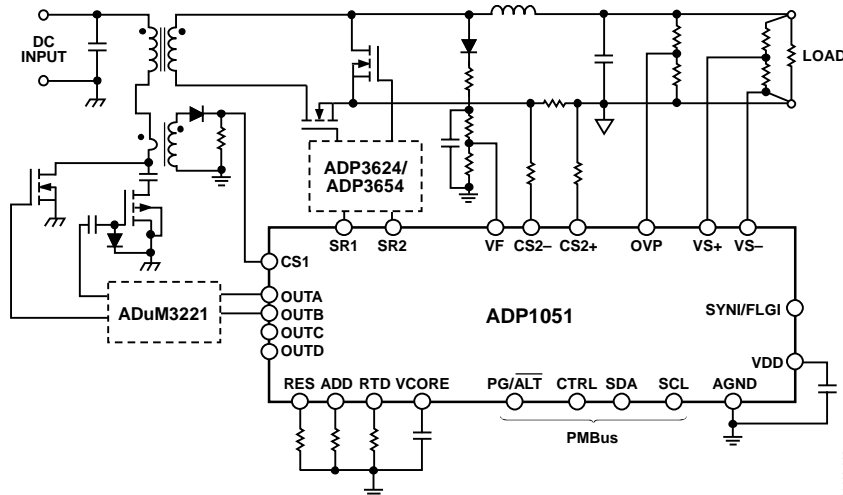 DC
INPUT
LOAD
ADP3624/
ADP3654
SR1 SR2 VF CS2– CS2+ OVP VS+ VS–
CS1
ADuM3221
OUTA
OUTB
OUTC
OUTD
ADP1051
SYNI/FLGI
VDD
RES ADD RTD VCORE PG/ALT CTRL SDA SCL AGND
PMBus